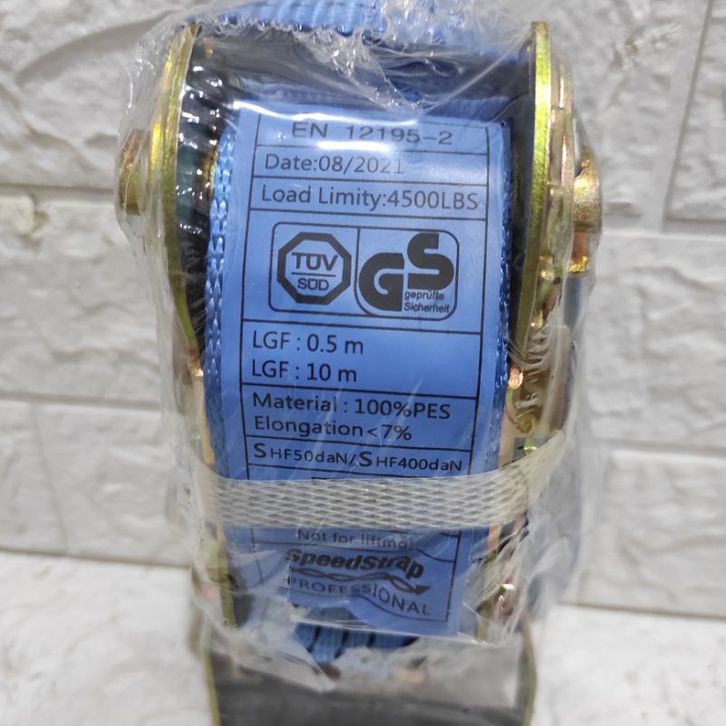 EN 12195-2
Date:08/2021
Load Limity:4500LBS
TÜV
SÜD
GS
geprüfte
Sicherheit
LGF : 0.5 m
LGF : 10 m
Material : 100%PES
Elongation<7%
SHF50daN/SHF400daN
Not for lifting
SpeedStrap
PROFESSIONAL